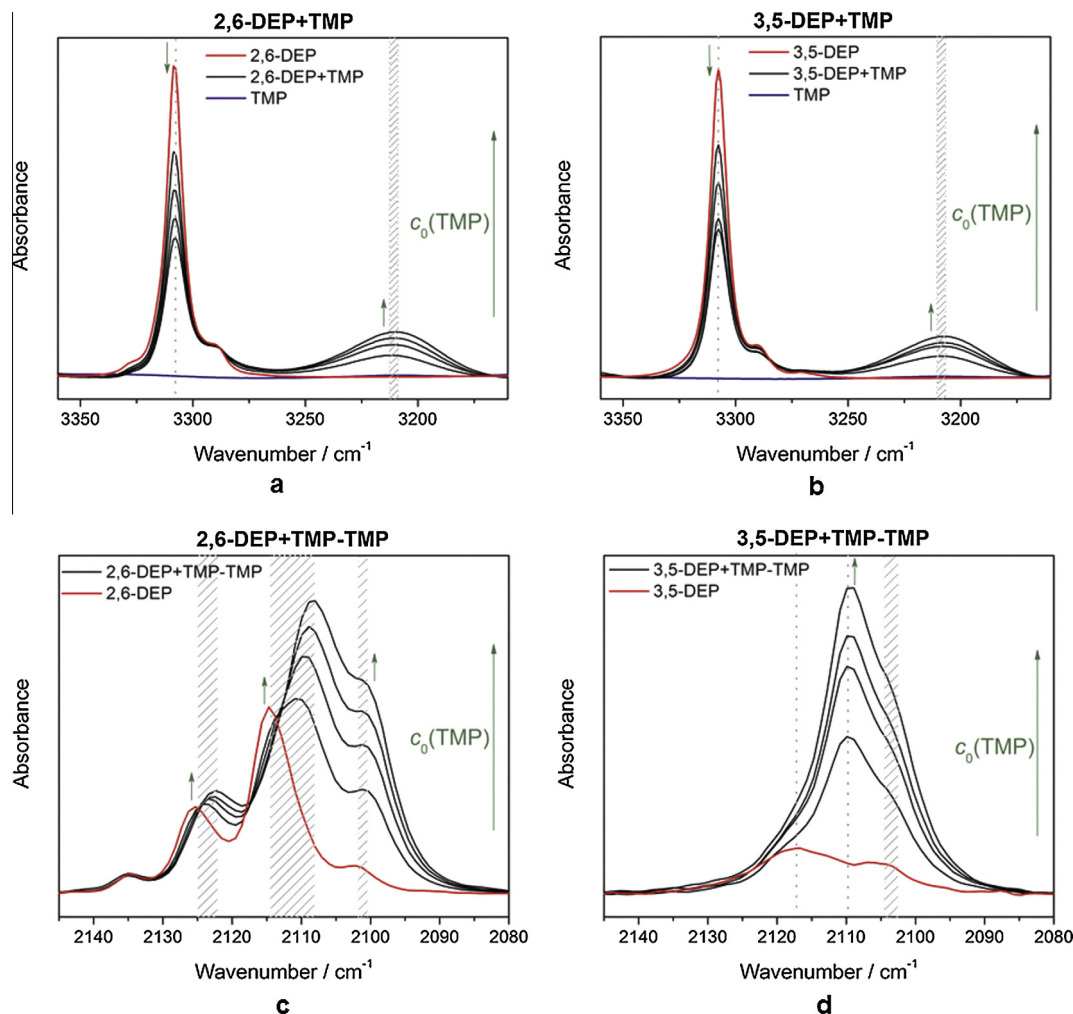 2,6-DEP+TMP
2,6-DEP
2,6-DEP+TMP
TMP
c0(TMP)
Absorbance
3350 3300 3250 3200
Wavenumber / cm-1
a
3,5-DEP+TMP
3,5-DEP
3,5-DEP+TMP
TMP
c0(TMP)
Absorbance
3350 3300 3250 3200
Wavenumber / cm-1
b
2,6-DEP+TMP-TMP
2,6-DEP+TMP-TMP
2,6-DEP
c0(TMP)
Absorbance
2140 2130 2120 2110 2100 2090 2080
Wavenumber / cm-1
c
3,5-DEP+TMP-TMP
3,5-DEP+TMP-TMP
3,5-DEP
c0(TMP)
Absorbance
2140 2130 2120 2110 2100 2090 2080
Wavenumber / cm-1
d